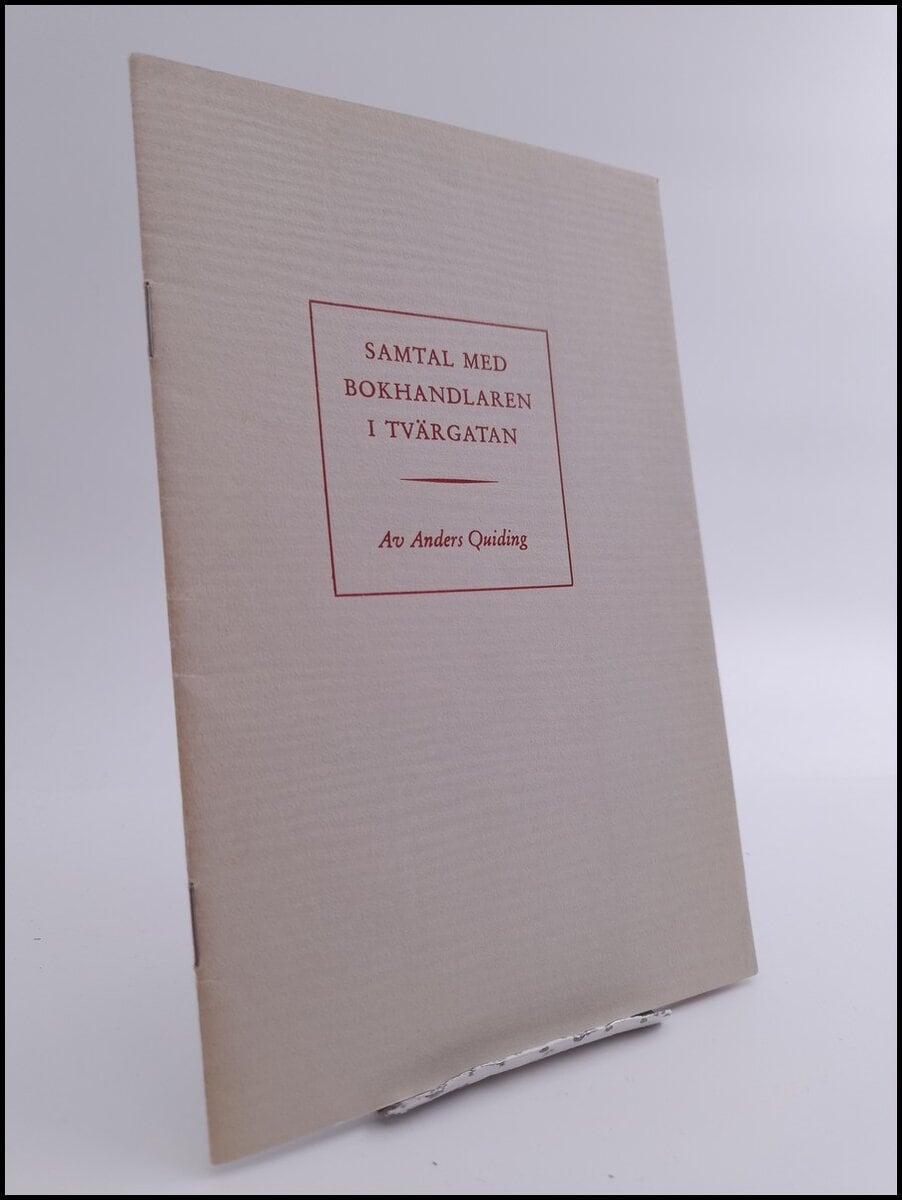 SAMTAL MED
BOKHANDLAREN
I TVÄRGATAN
Av Anders Quiding